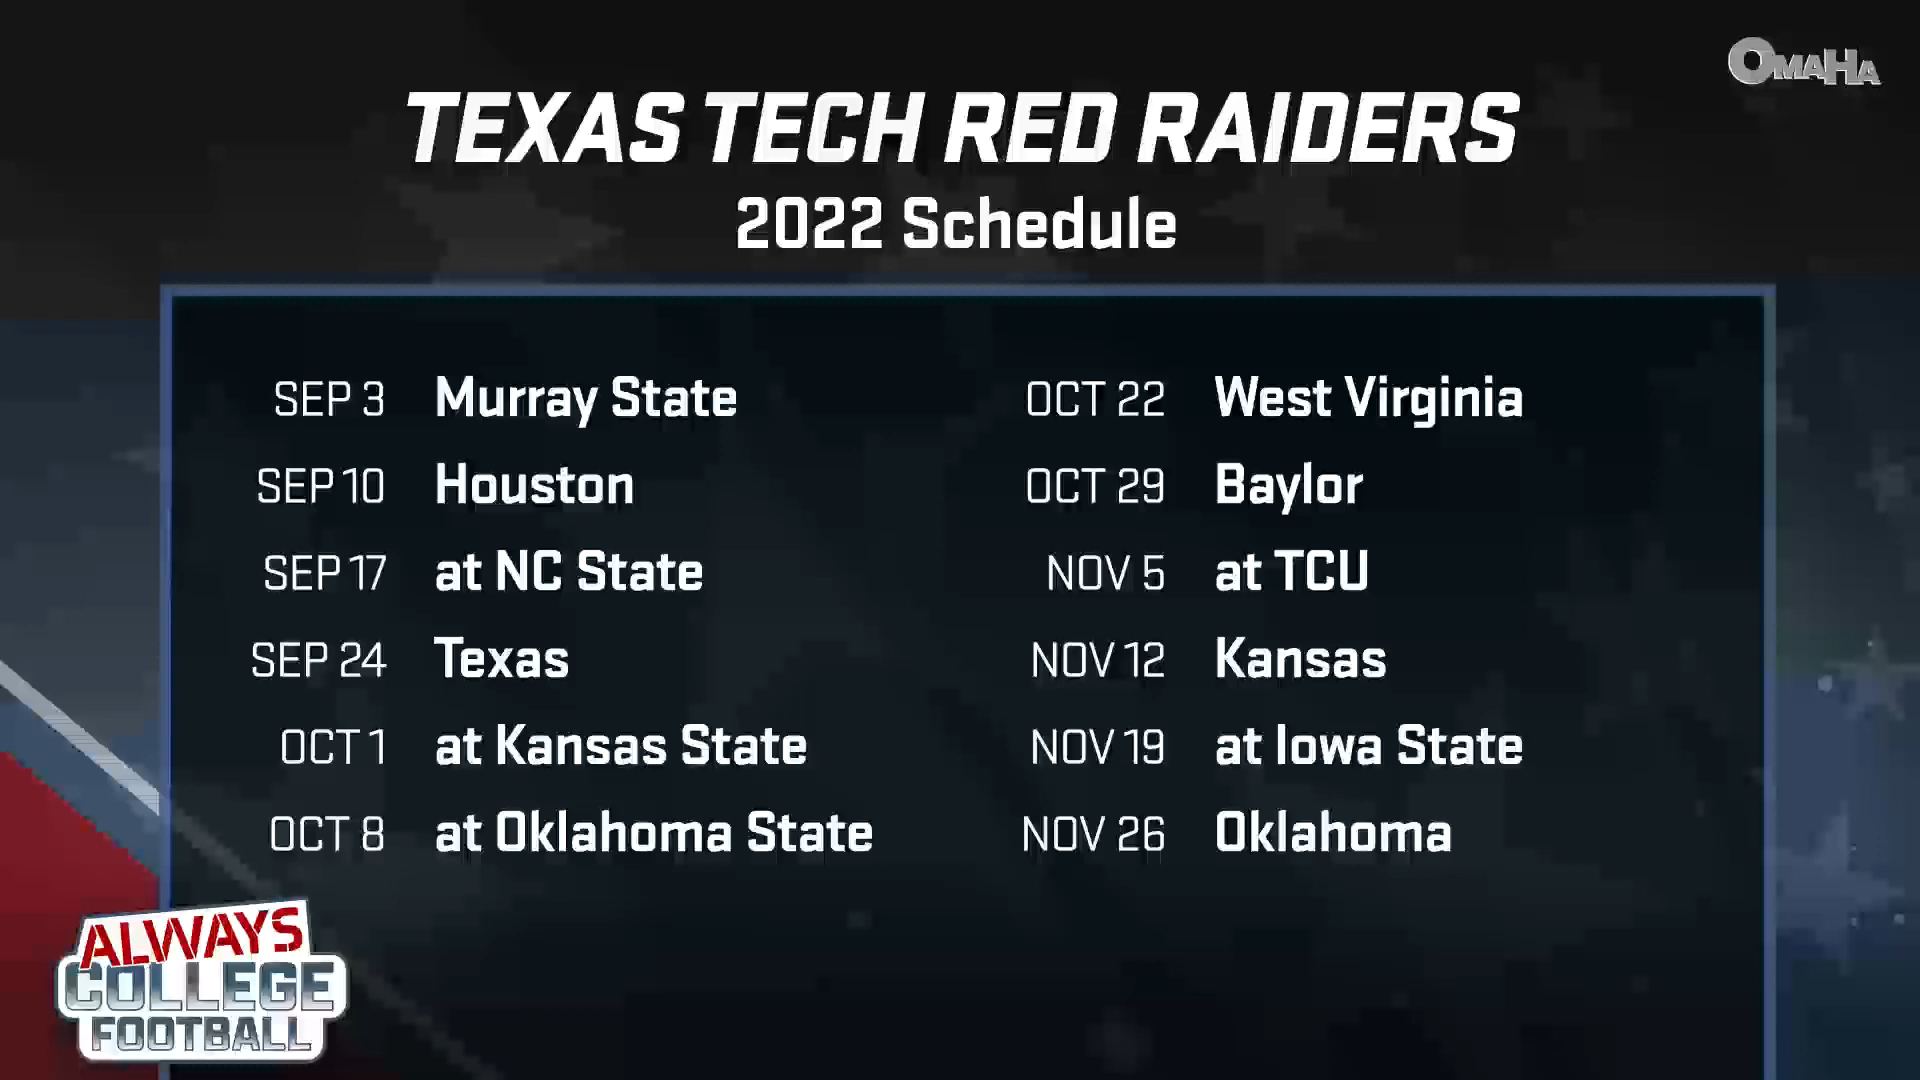 OMAHA
TEXAS TECH RED RAIDERS
2022 Schedule
SEP 3 Murray State
SEP 10 Houston
SEP 17 at NC State
SEP 24 Texas
OCT 1 at Kansas State
OCT 8 at Oklahoma State
OCT 22 West Virginia
OCT 29 Baylor
NOV 5 at TCU
NOV 12 Kansas
NOV 19 at Iowa State
NOV 26 Oklahoma
ALWAYS
COLLEGE
FOOTBALL